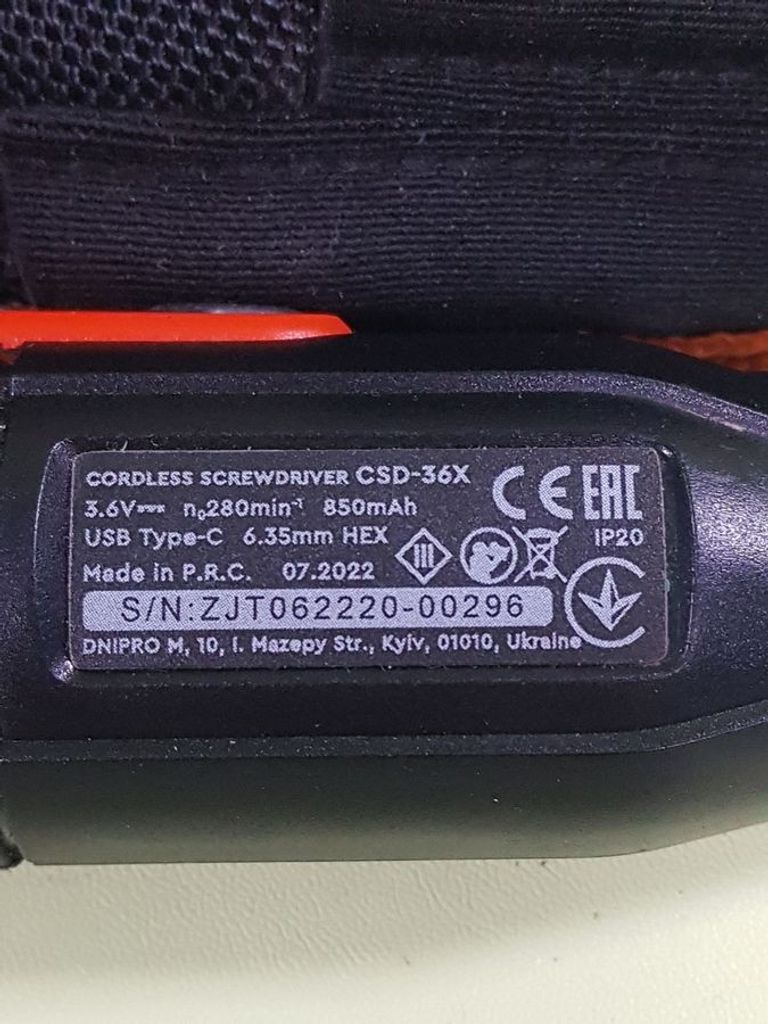 CORDLESS SCREWDRIVER CSD-36X
3.6V⎓ n₀280min⁻¹ 850mAh
USB Type-C 6.35mm HEX
Made in P.R.C. 07.2022
S/N:ZJT062220-00296
DNIPRO M, 10, I. Mazepy Str., Kyiv, 01010, Ukraine
CE EAC
IP20
III